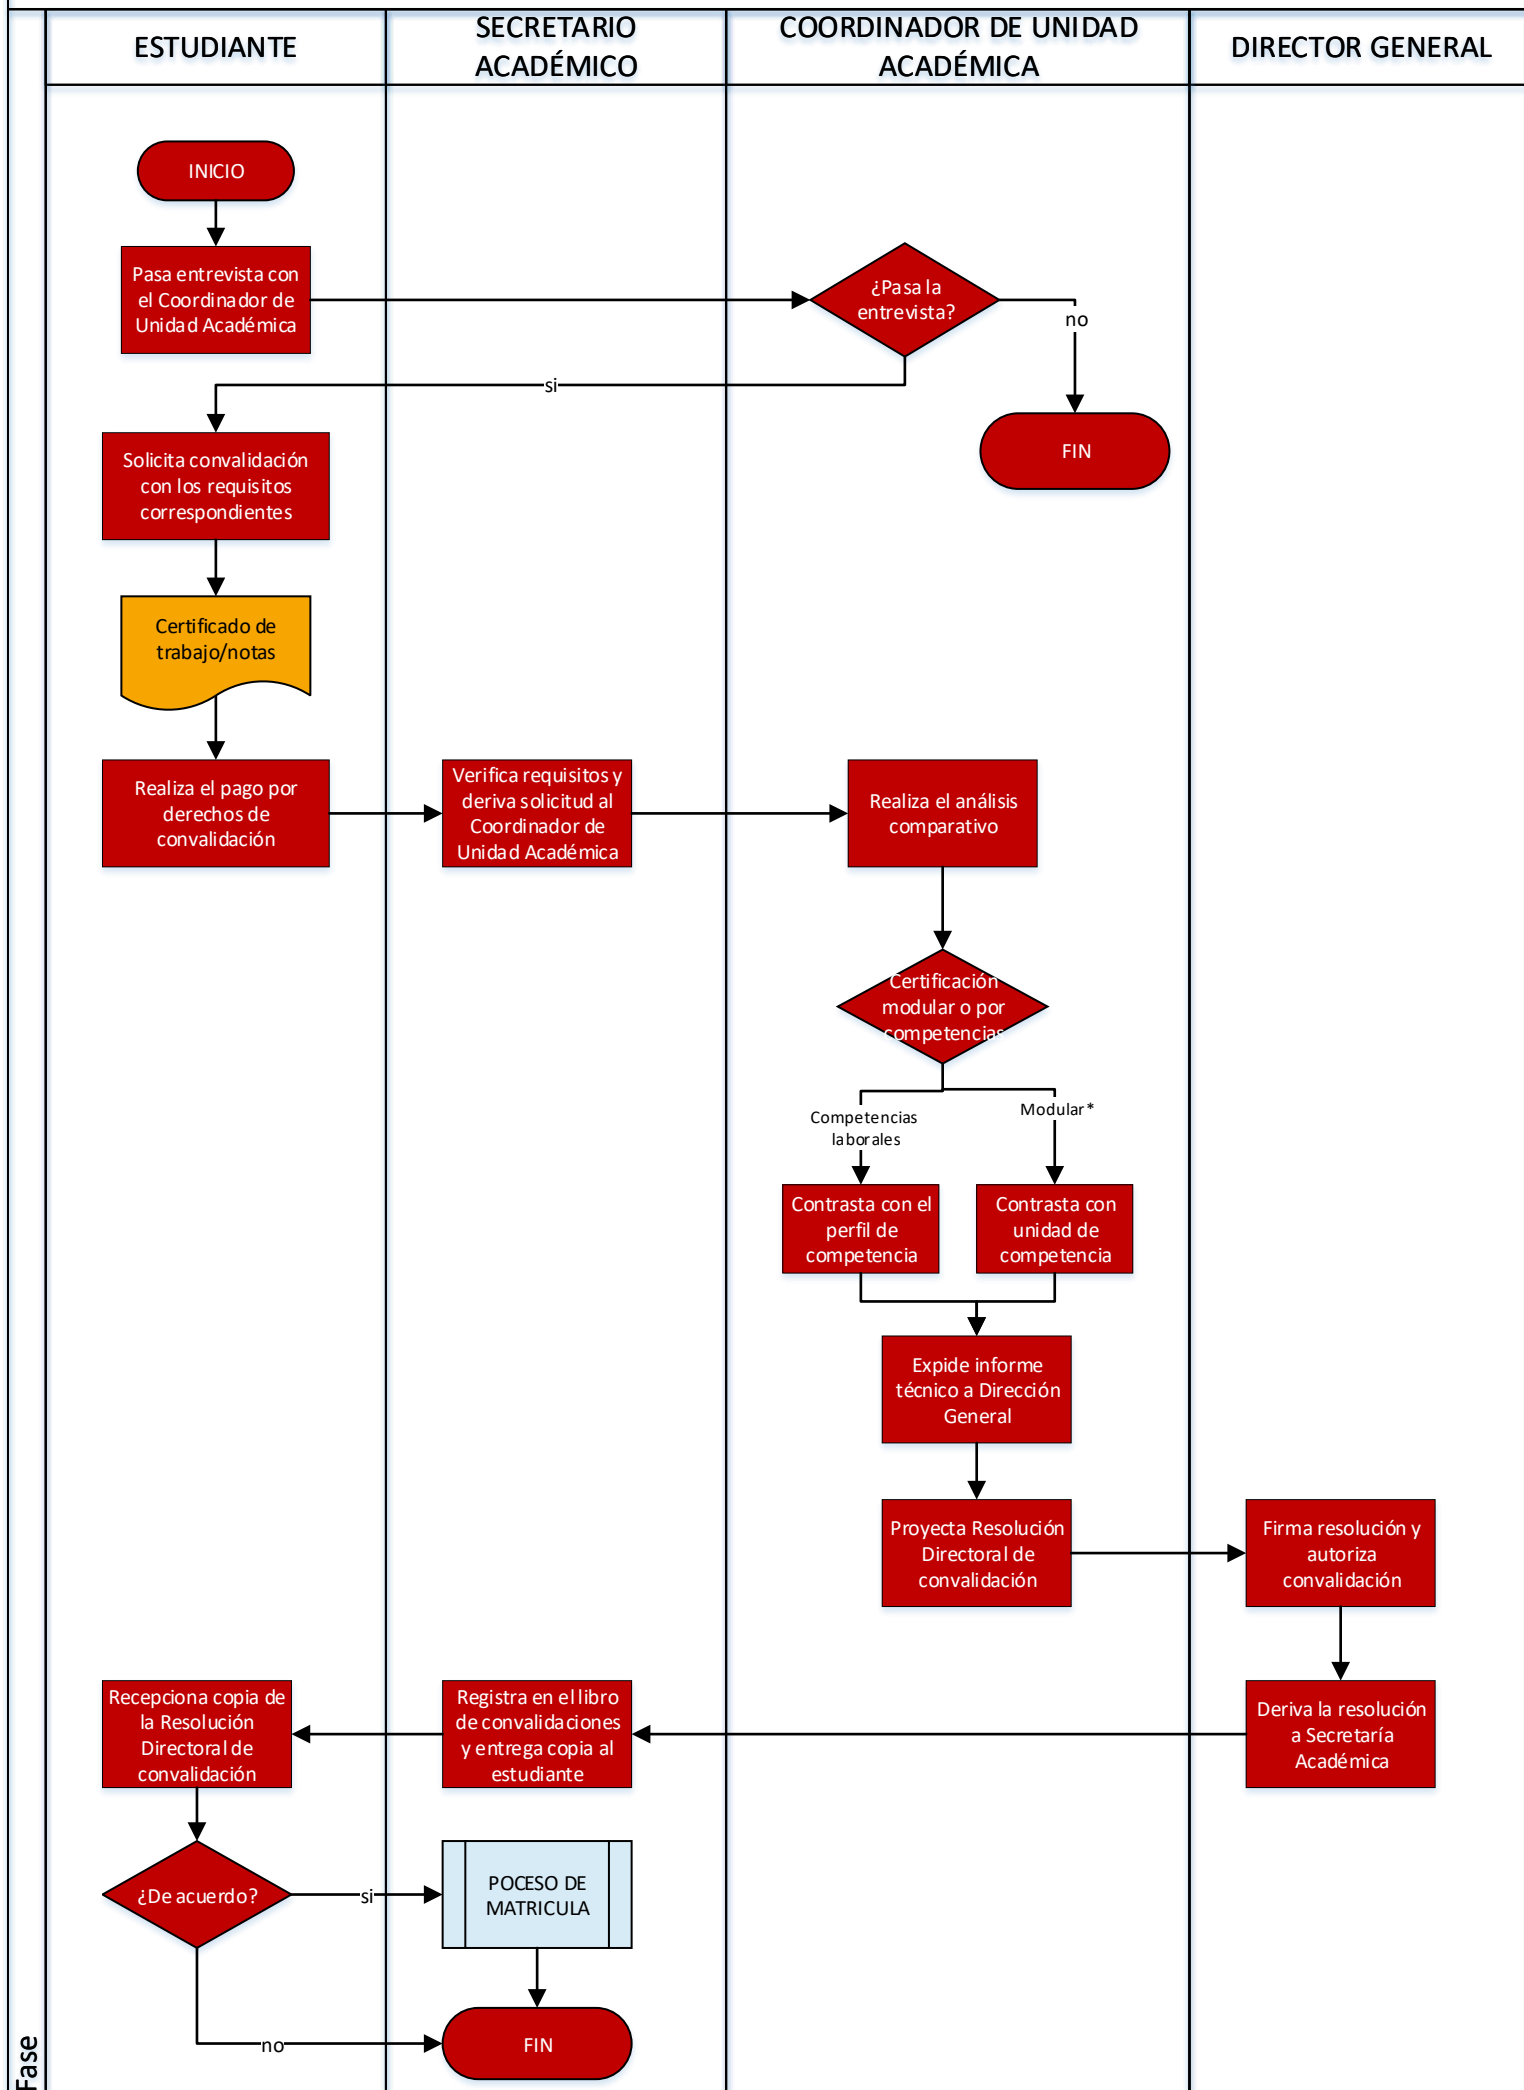 ESTUDIANTE
SECRETARIO
ACADÉMICO
COORDINADOR DE UNIDAD
ACADÉMICA
DIRECTOR GENERAL
INICIO
Pasa entrevista con
el Coordinador de
Unidad Académica
¿Pasa la
entrevista?
no
si
FIN
Solicita convalidación
con los requisitos
correspondientes
Certificado de
trabajo/notas
Realiza el pago por
derechos de
convalidación
Verifica requisitos y
deriva solicitud al
Coordinador de
Unidad Académica
Realiza el análisis
comparativo
Certificación
modular o por
competencias
Competencias
laborales
Modular*
Contrasta con el
perfil de
competencia
Contrasta con
unidad de
competencia
Expide informe
técnico a Dirección
General
Proyecta Resolución
Directoral de
convalidación
Firma resolución y
autoriza
convalidación
Recepciona copia de
la Resolución
Directoral de
convalidación
Registra en el libro
de convalidaciones
y entrega copia al
estudiante
Deriva la resolución
a Secretaría
Académica
¿De acuerdo?
si
POCESO DE
MATRICULA
no
FIN
Fase